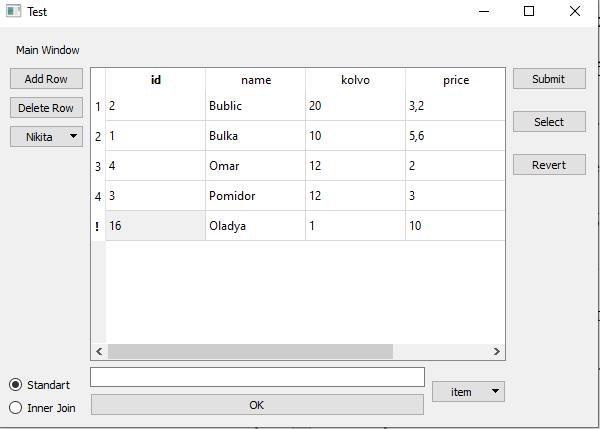 Test
Main Window
Add Row
Delete Row
Nikita
id name kolvo price
1 2 Bublic 20 3,2
2 1 Bulka 10 5,6
3 4 Omar 12 2
4 3 Pomidor 12 3
! 16 Oladya 1 10
Submit
Select
Revert
Standart
Inner Join
OK
item